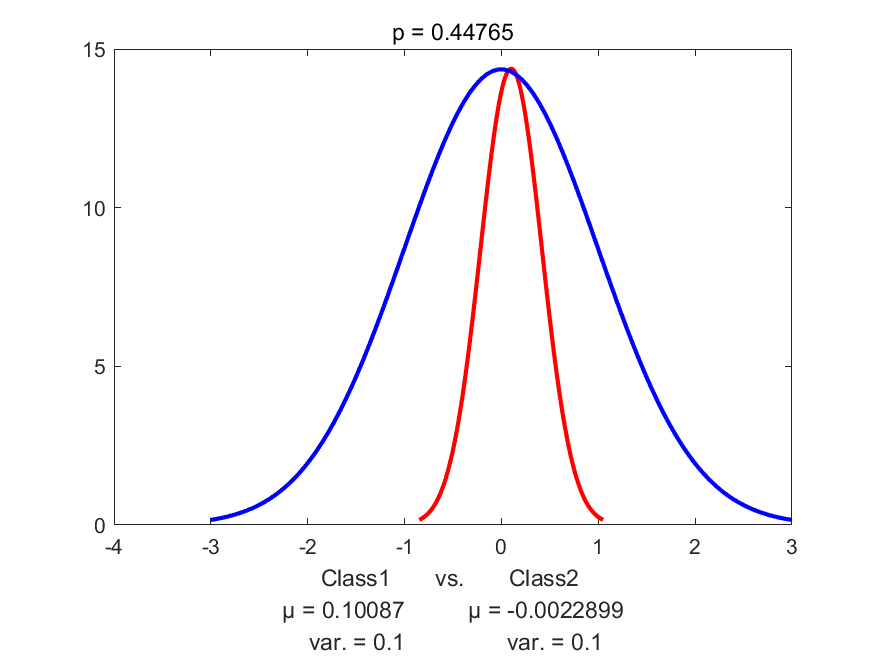 p = 0.44765
15
10
5
0
-4 -3 -2 -1 0 1 2 3
Class1 vs. Class2
μ = 0.10087 μ = -0.0022899
var. = 0.1 var. = 0.1